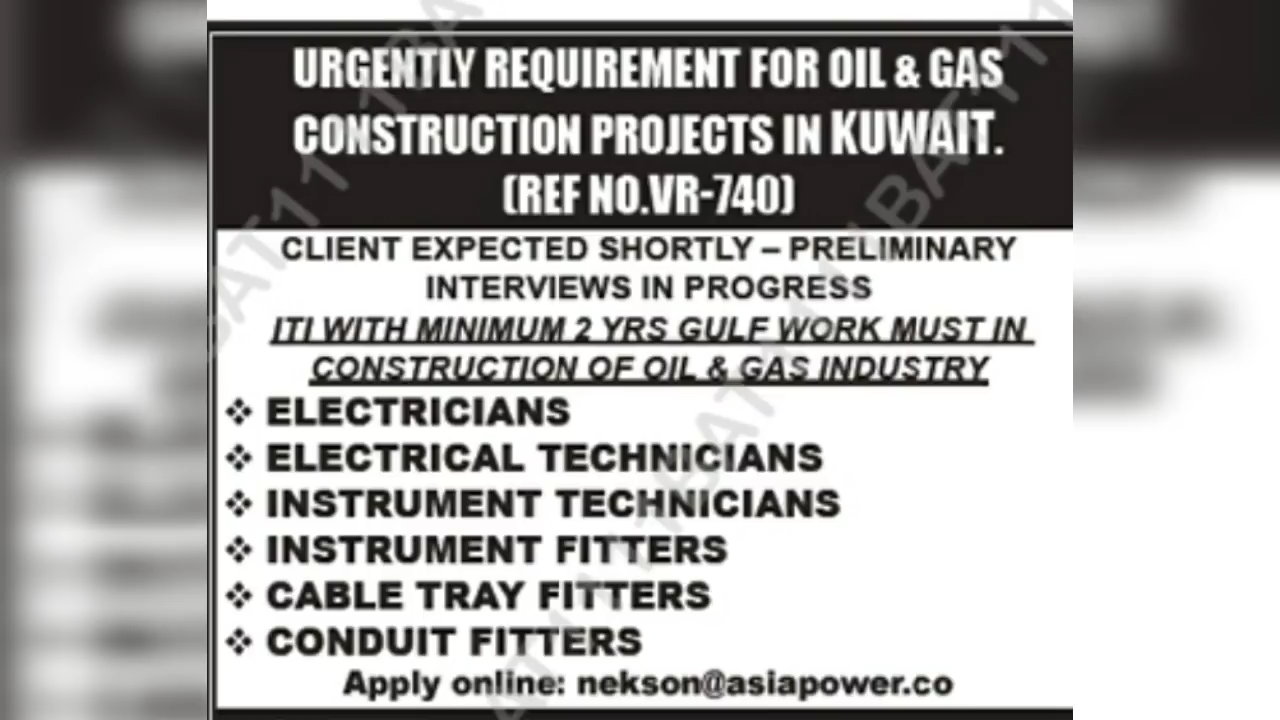 URGENTLY REQUIREMENT FOR OIL & GAS
CONSTRUCTION PROJECTS IN KUWAIT.
(REF NO.VR-740)
CLIENT EXPECTED SHORTLY – PRELIMINARY
INTERVIEWS IN PROGRESS
ITI WITH MINIMUM 2 YRS GULF WORK MUST IN
CONSTRUCTION OF OIL & GAS INDUSTRY
❖ ELECTRICIANS
❖ ELECTRICAL TECHNICIANS
❖ INSTRUMENT TECHNICIANS
❖ INSTRUMENT FITTERS
❖ CABLE TRAY FITTERS
❖ CONDUIT FITTERS
Apply online: nekson@asiapower.co